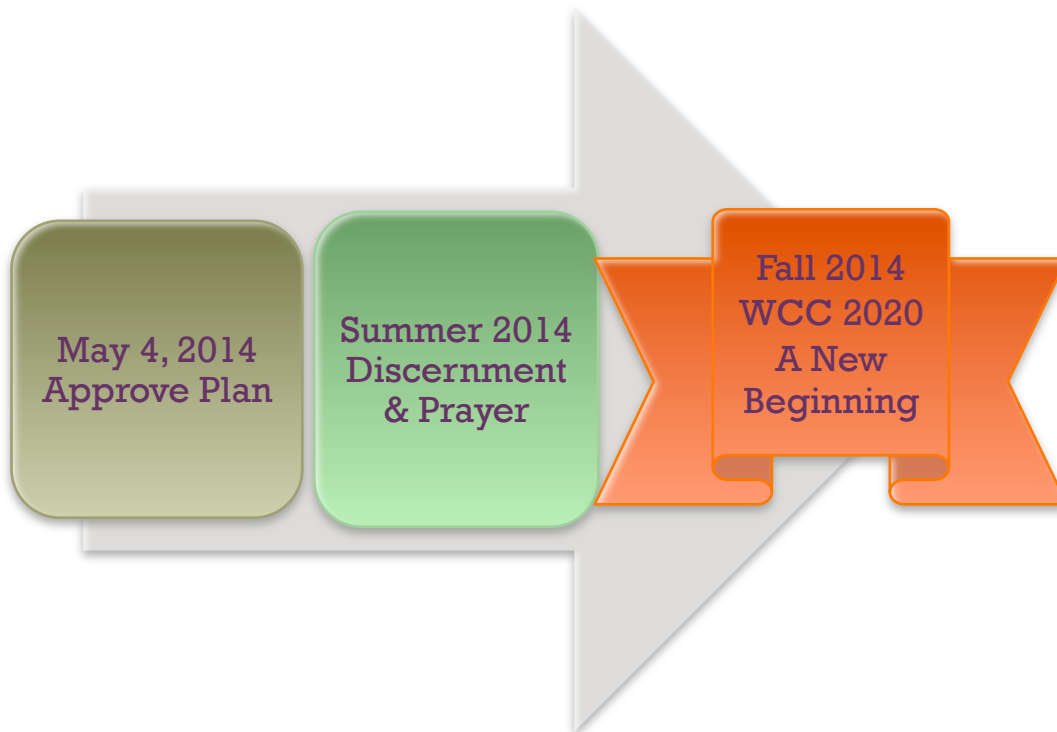 May 4, 2014
Approve Plan
Summer 2014
Discernment
& Prayer
Fall 2014
WCC 2020
A New
Beginning